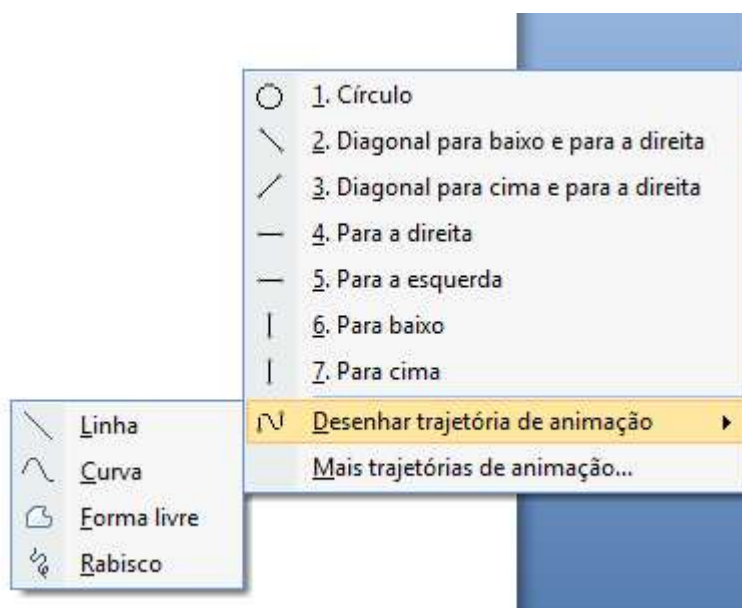 1. Círculo
2. Diagonal para baixo e para a direita
3. Diagonal para cima e para a direita
4. Para a direita
5. Para a esquerda
6. Para baixo
7. Para cima
Desenhar trajetória de animação
Mais trajetórias de animação...
Linha
Curva
Forma livre
Rabisco